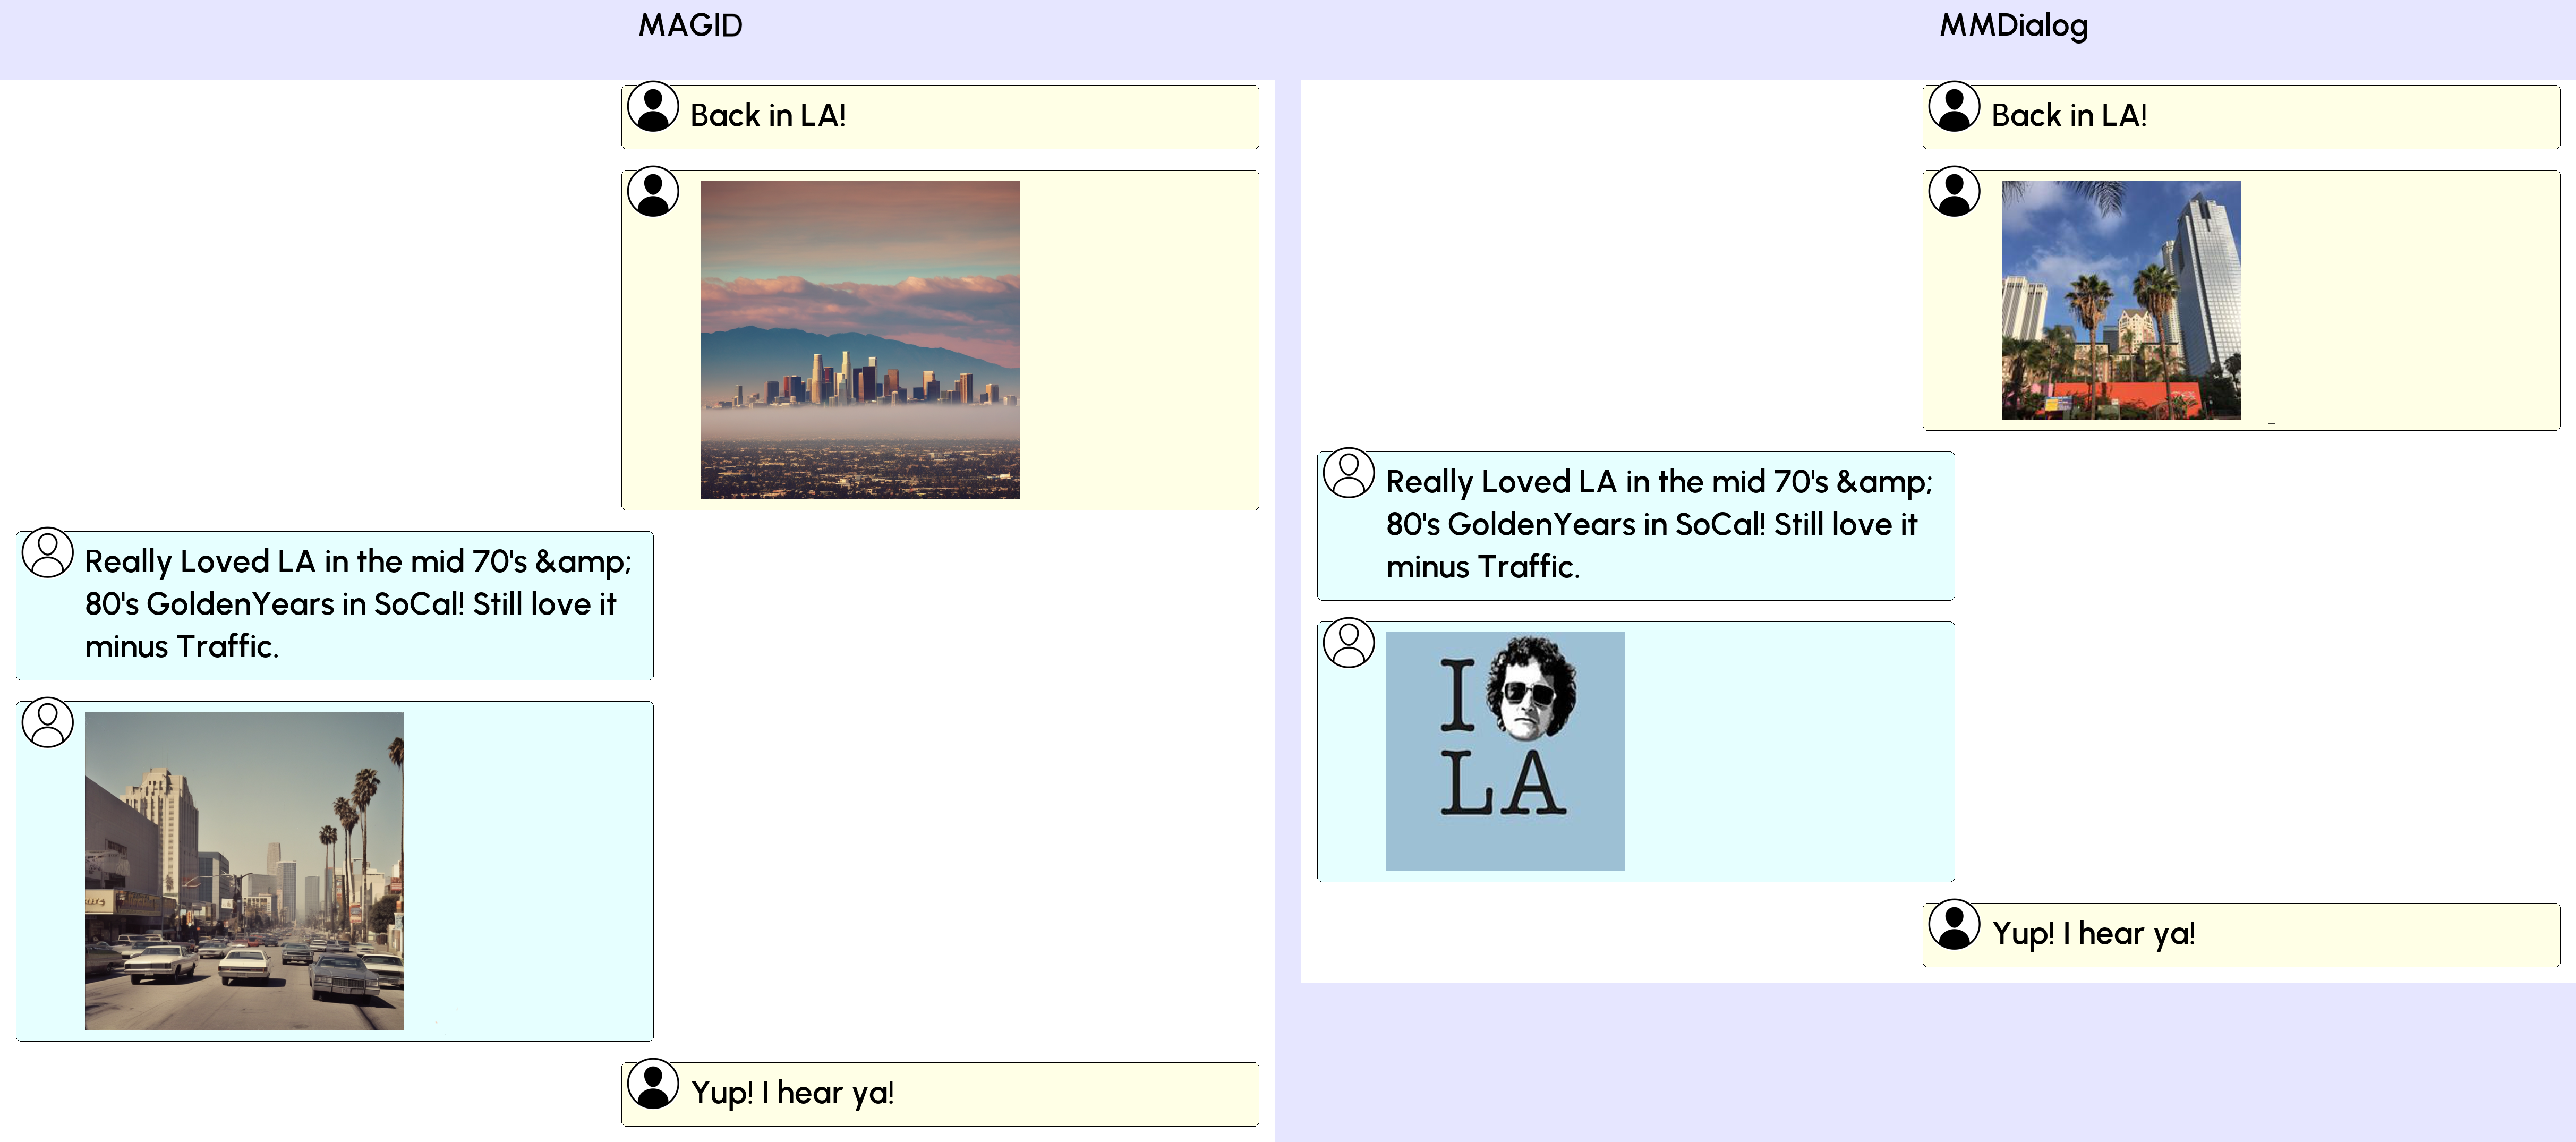 MAGID
Back in LA!
Really Loved LA in the mid 70's &amp;
80's GoldenYears in SoCal! Still love it
minus Traffic.
Yup! I hear ya!
MMDialog
Back in LA!
Really Loved LA in the mid 70's &amp;
80's GoldenYears in SoCal! Still love it
minus Traffic.
I
LA
Yup! I hear ya!